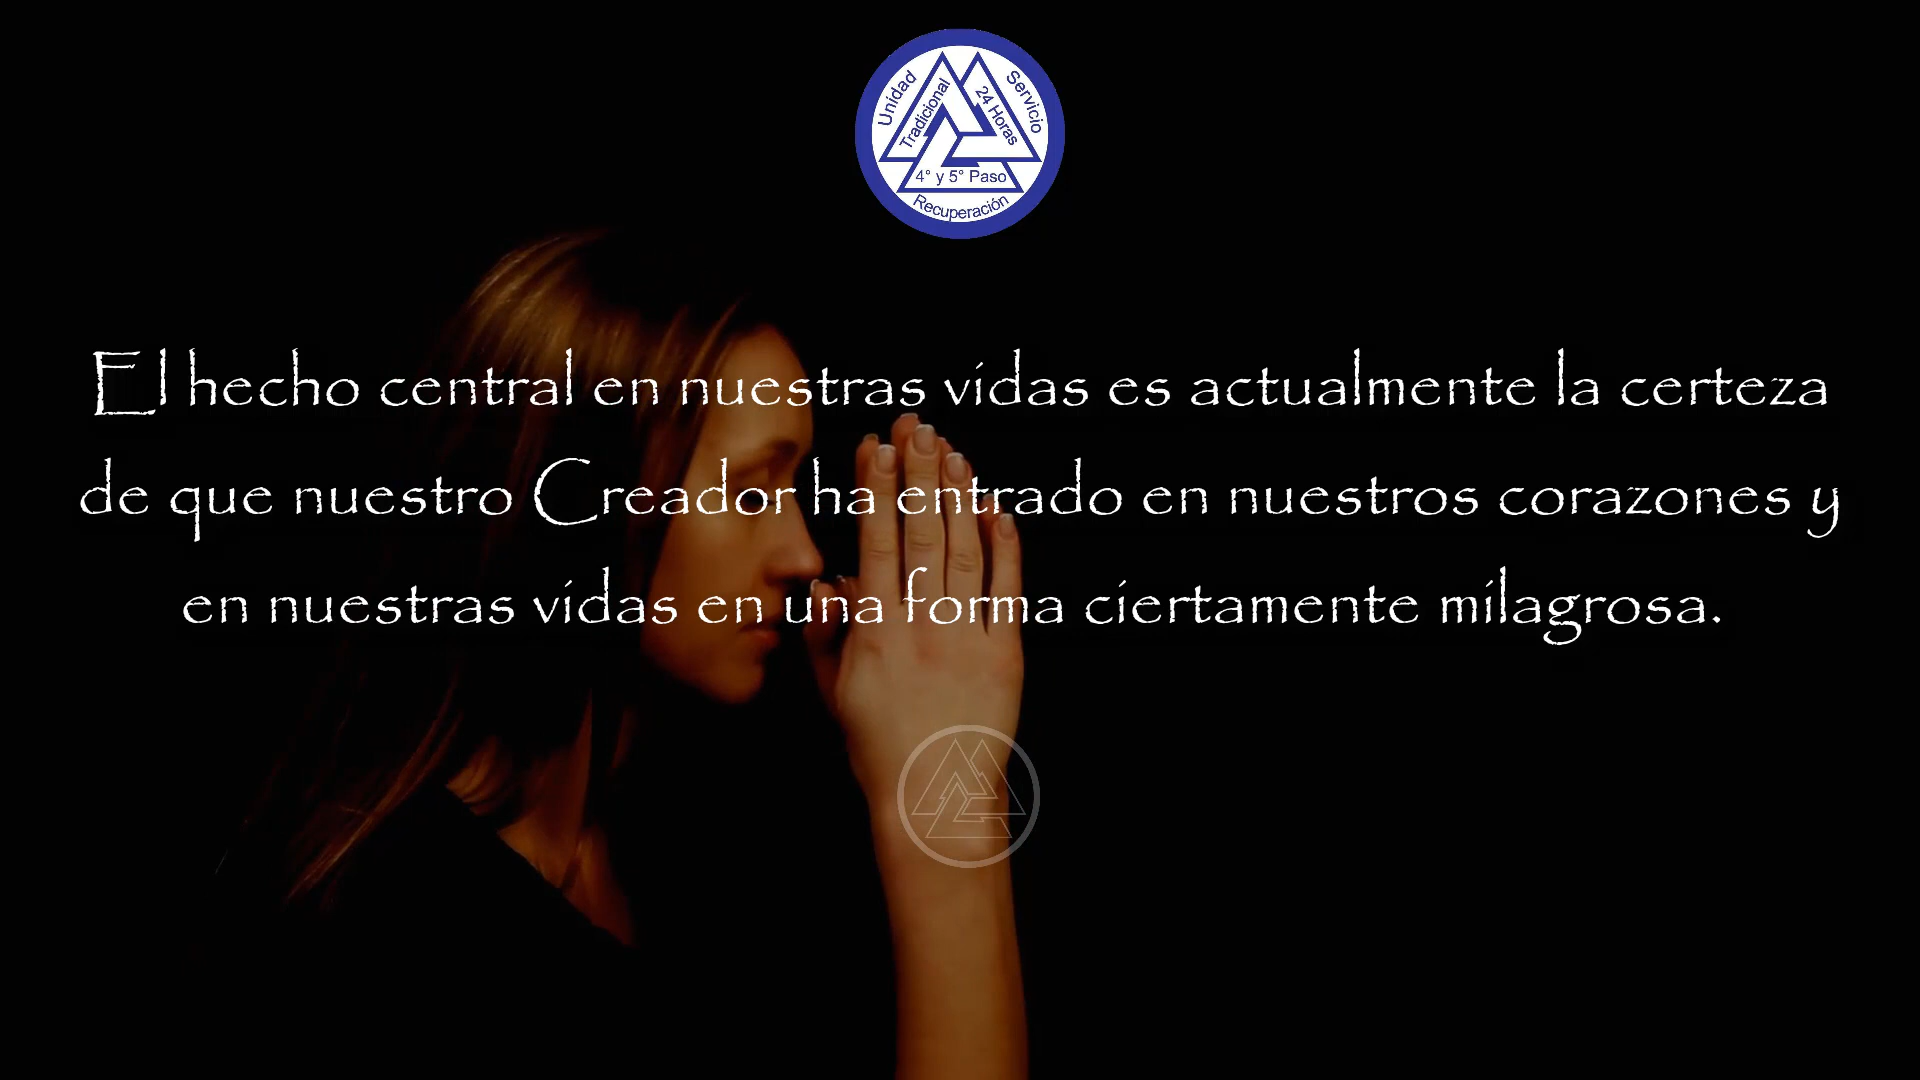 Unidad
Servicio
Tradicional
24 Horas
4° y 5° Paso
Recuperación
El hecho central en nuestras vidas es actualmente la certeza
de que nuestro Creador ha entrado en nuestros corazones y
en nuestras vidas en una forma ciertamente milagrosa.